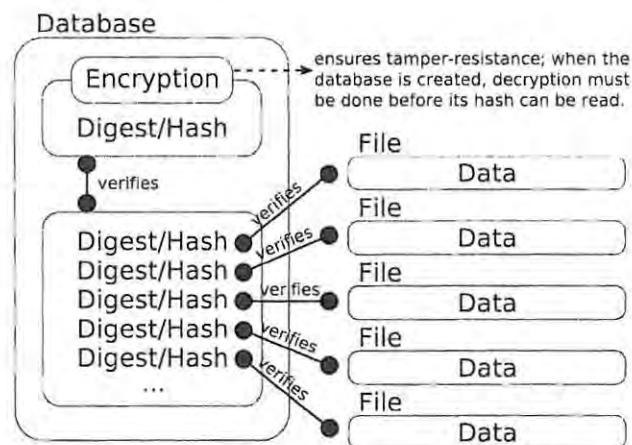 Database
Encryption
ensures tamper-resistance; when the
database is created, decryption must
be done before its hash can be read.
Digest/Hash
verifies
File
Data
verifies
File
Data
verifies
File
Data
verifies
File
Data
verifies
File
Data
verifies
Digest/Hash
Digest/Hash
Digest/Hash
Digest/Hash
Digest/Hash
...